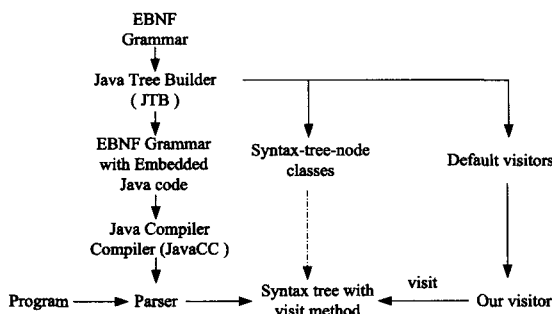 EBNF
Grammar
Java Tree Builder
( JTB )
EBNF Grammar
with Embedded
Java code
Syntax-tree-node
classes
Default visitors
Java Compiler
Compiler (JavaCC )
Program
Parser
Syntax tree with
visit method
visit
Our visitor